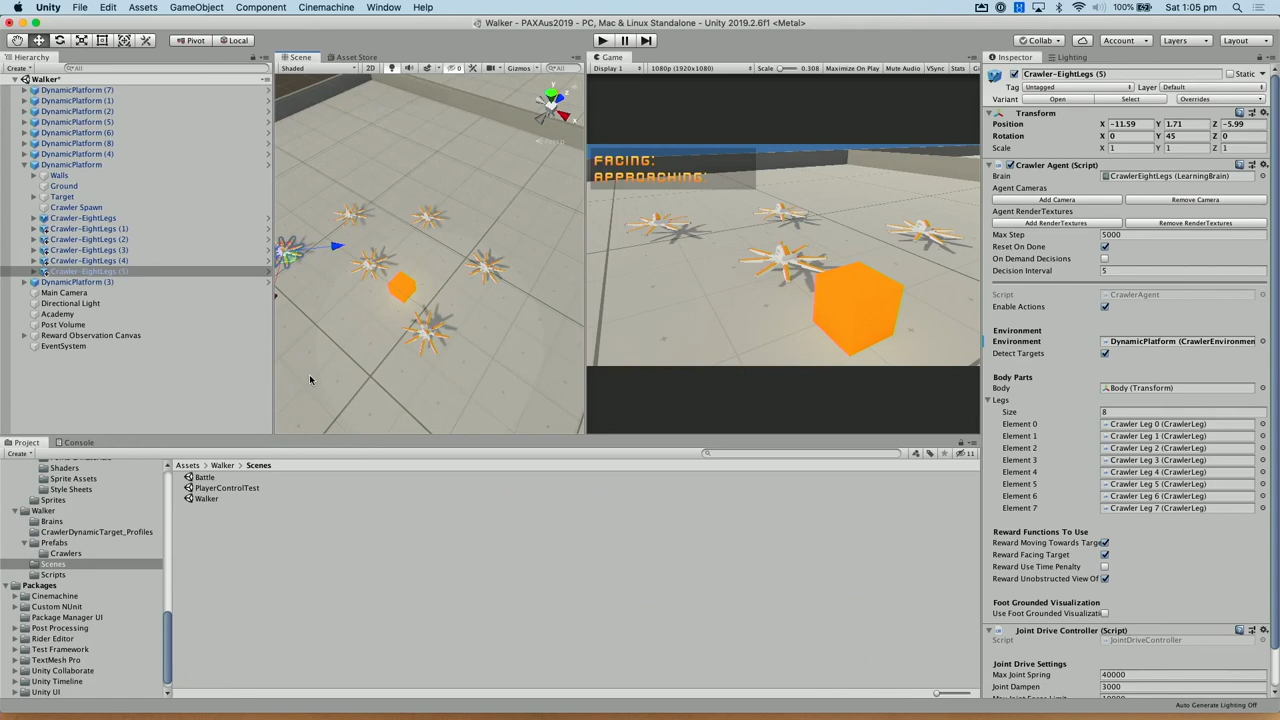 Unity File Edit Assets GameObject Component Cinemachine Window Help 100% Sat 1:05 pm
Walker - PAXAus2019 - PC, Mac & Linux Standalone - Unity 2019.2.6f1 <Metal>
Pivot Local Collab Account Layers Layout
Hierarchy Scene Asset Store Game Inspector Lighting
Create All Shaded 2D 0 Gizmos All Display 1 1080p (1920x1080) Scale 0.308 Maximize On Play Mute Audio VSync Stats
Walker*
DynamicPlatform (7)
DynamicPlatform (1)
DynamicPlatform (2)
DynamicPlatform (5)
DynamicPlatform (6)
DynamicPlatform (8)
DynamicPlatform (4)
DynamicPlatform
Walls
Ground
Target
Crawler Spawn
Crawler-EightLegs
Crawler-EightLegs (1)
Crawler-EightLegs (2)
Crawler-EightLegs (3)
Crawler-EightLegs (4)
Crawler-EightLegs (5)
DynamicPlatform (3)
Main Camera
Directional Light
Academy
Post Volume
Reward Observation Canvas
EventSystem
y
z
x
Persp
FACING:
APPROACHING:
Crawler-EightLegs (5) Static
Tag Untagged Layer Default
Variant Open Select Overrides
Transform
Position X -11.59 Y 1.71 Z -5.99
Rotation X 0 Y 45 Z 0
Scale X 1 Y 1 Z 1
Crawler Agent (Script)
Brain CrawlerEightLegs (LearningBrain)
Agent Cameras
Add Camera Remove Camera
Agent RenderTextures
Add RenderTextures Remove RenderTextures
Max Step 5000
Reset On Done
On Demand Decisions
Decision Interval 5
Script CrawlerAgent
Enable Actions
Environment
Environment DynamicPlatform (CrawlerEnvironmen
Detect Targets
Body Parts
Body Body (Transform)
Legs
Size 8
Element 0 Crawler Leg 0 (CrawlerLeg)
Element 1 Crawler Leg 1 (CrawlerLeg)
Element 2 Crawler Leg 2 (CrawlerLeg)
Element 3 Crawler Leg 3 (CrawlerLeg)
Element 4 Crawler Leg 4 (CrawlerLeg)
Element 5 Crawler Leg 5 (CrawlerLeg)
Element 6 Crawler Leg 6 (CrawlerLeg)
Element 7 Crawler Leg 7 (CrawlerLeg)
Reward Functions To Use
Reward Moving Towards Targe
Reward Facing Target
Reward Use Time Penalty
Reward Unobstructed View Of
Foot Grounded Visualization
Use Foot Grounded Visualizati
Joint Drive Controller (Script)
Script JointDriveController
Joint Drive Settings
Max Joint Spring 40000
Joint Dampen 3000
Project Console
Create 11
Assets Walker Scenes
Battle
PlayerControlTest
Walker
Shaders
Sprite Assets
Style Sheets
Sprites
Walker
Brains
CrawlerDynamicTarget_Profiles
Prefabs
Crawlers
Scenes
Scripts
Packages
Cinemachine
Custom NUnit
Package Manager UI
Post Processing
Rider Editor
Test Framework
TextMesh Pro
Unity Collaborate
Unity Timeline
Unity UI
Auto Generate Lighting Off